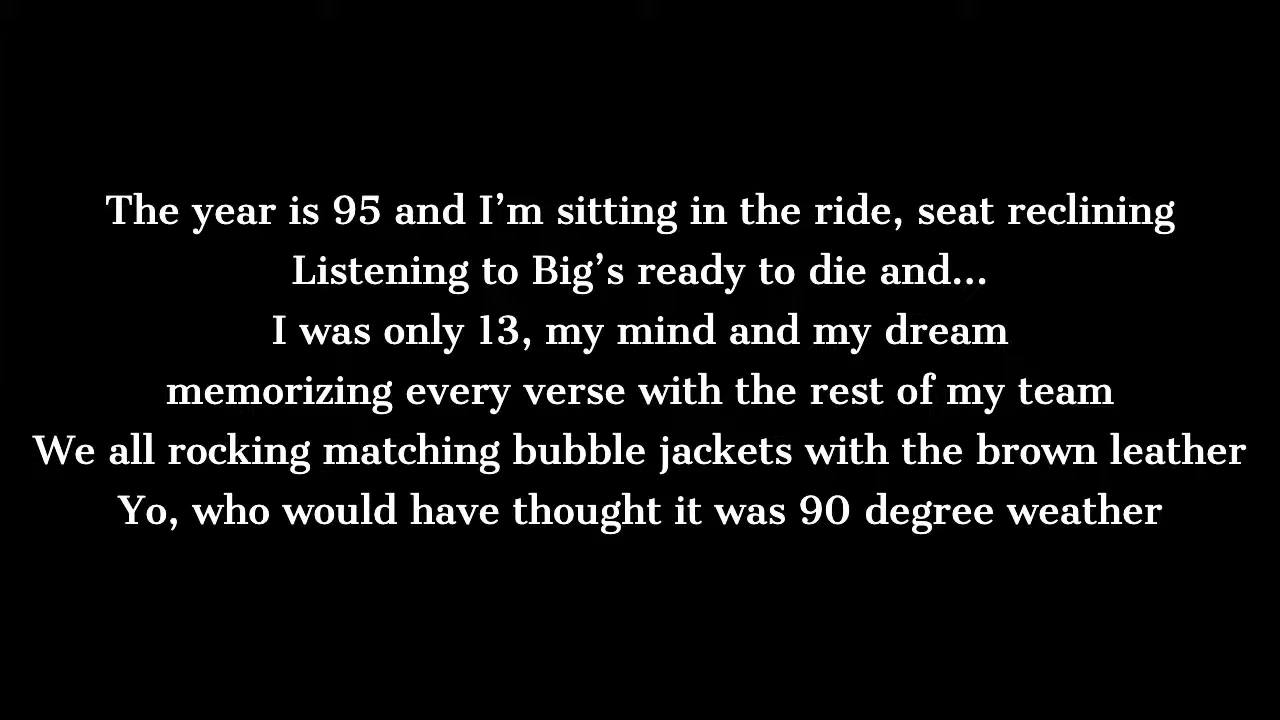 The year is 95 and I’m sitting in the ride, seat reclining
Listening to Big’s ready to die and...
I was only 13, my mind and my dream
memorizing every verse with the rest of my team
We all rocking matching bubble jackets with the brown leather
Yo, who would have thought it was 90 degree weather